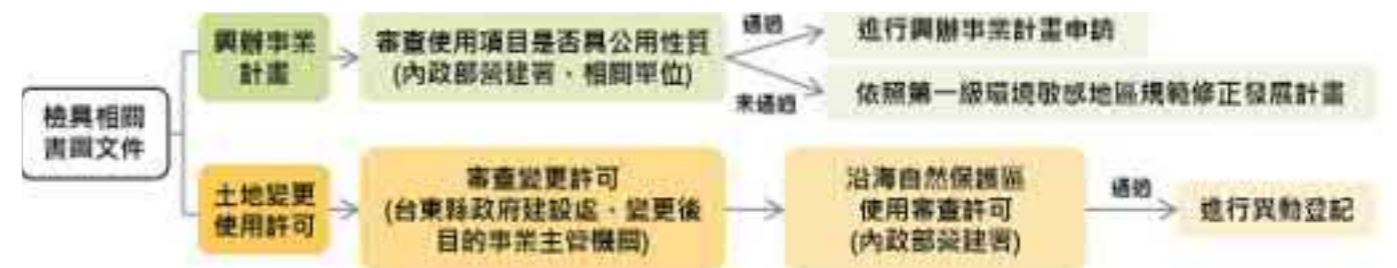 檢具相關
書圖文件
興辦事業
計畫
審查使用項目是否具公用性質
(內政部營建署、相關單位)
通過
進行興辦事業計畫申請
未通過
依照第一級環境敏感地區規範修正發展計畫
土地變更
使用許可
審查變更許可
(台東縣政府建設處、變更後
目的事業主管機關)
沿海自然保護區
使用審查許可
(內政部營建署)
通過
進行異動登記